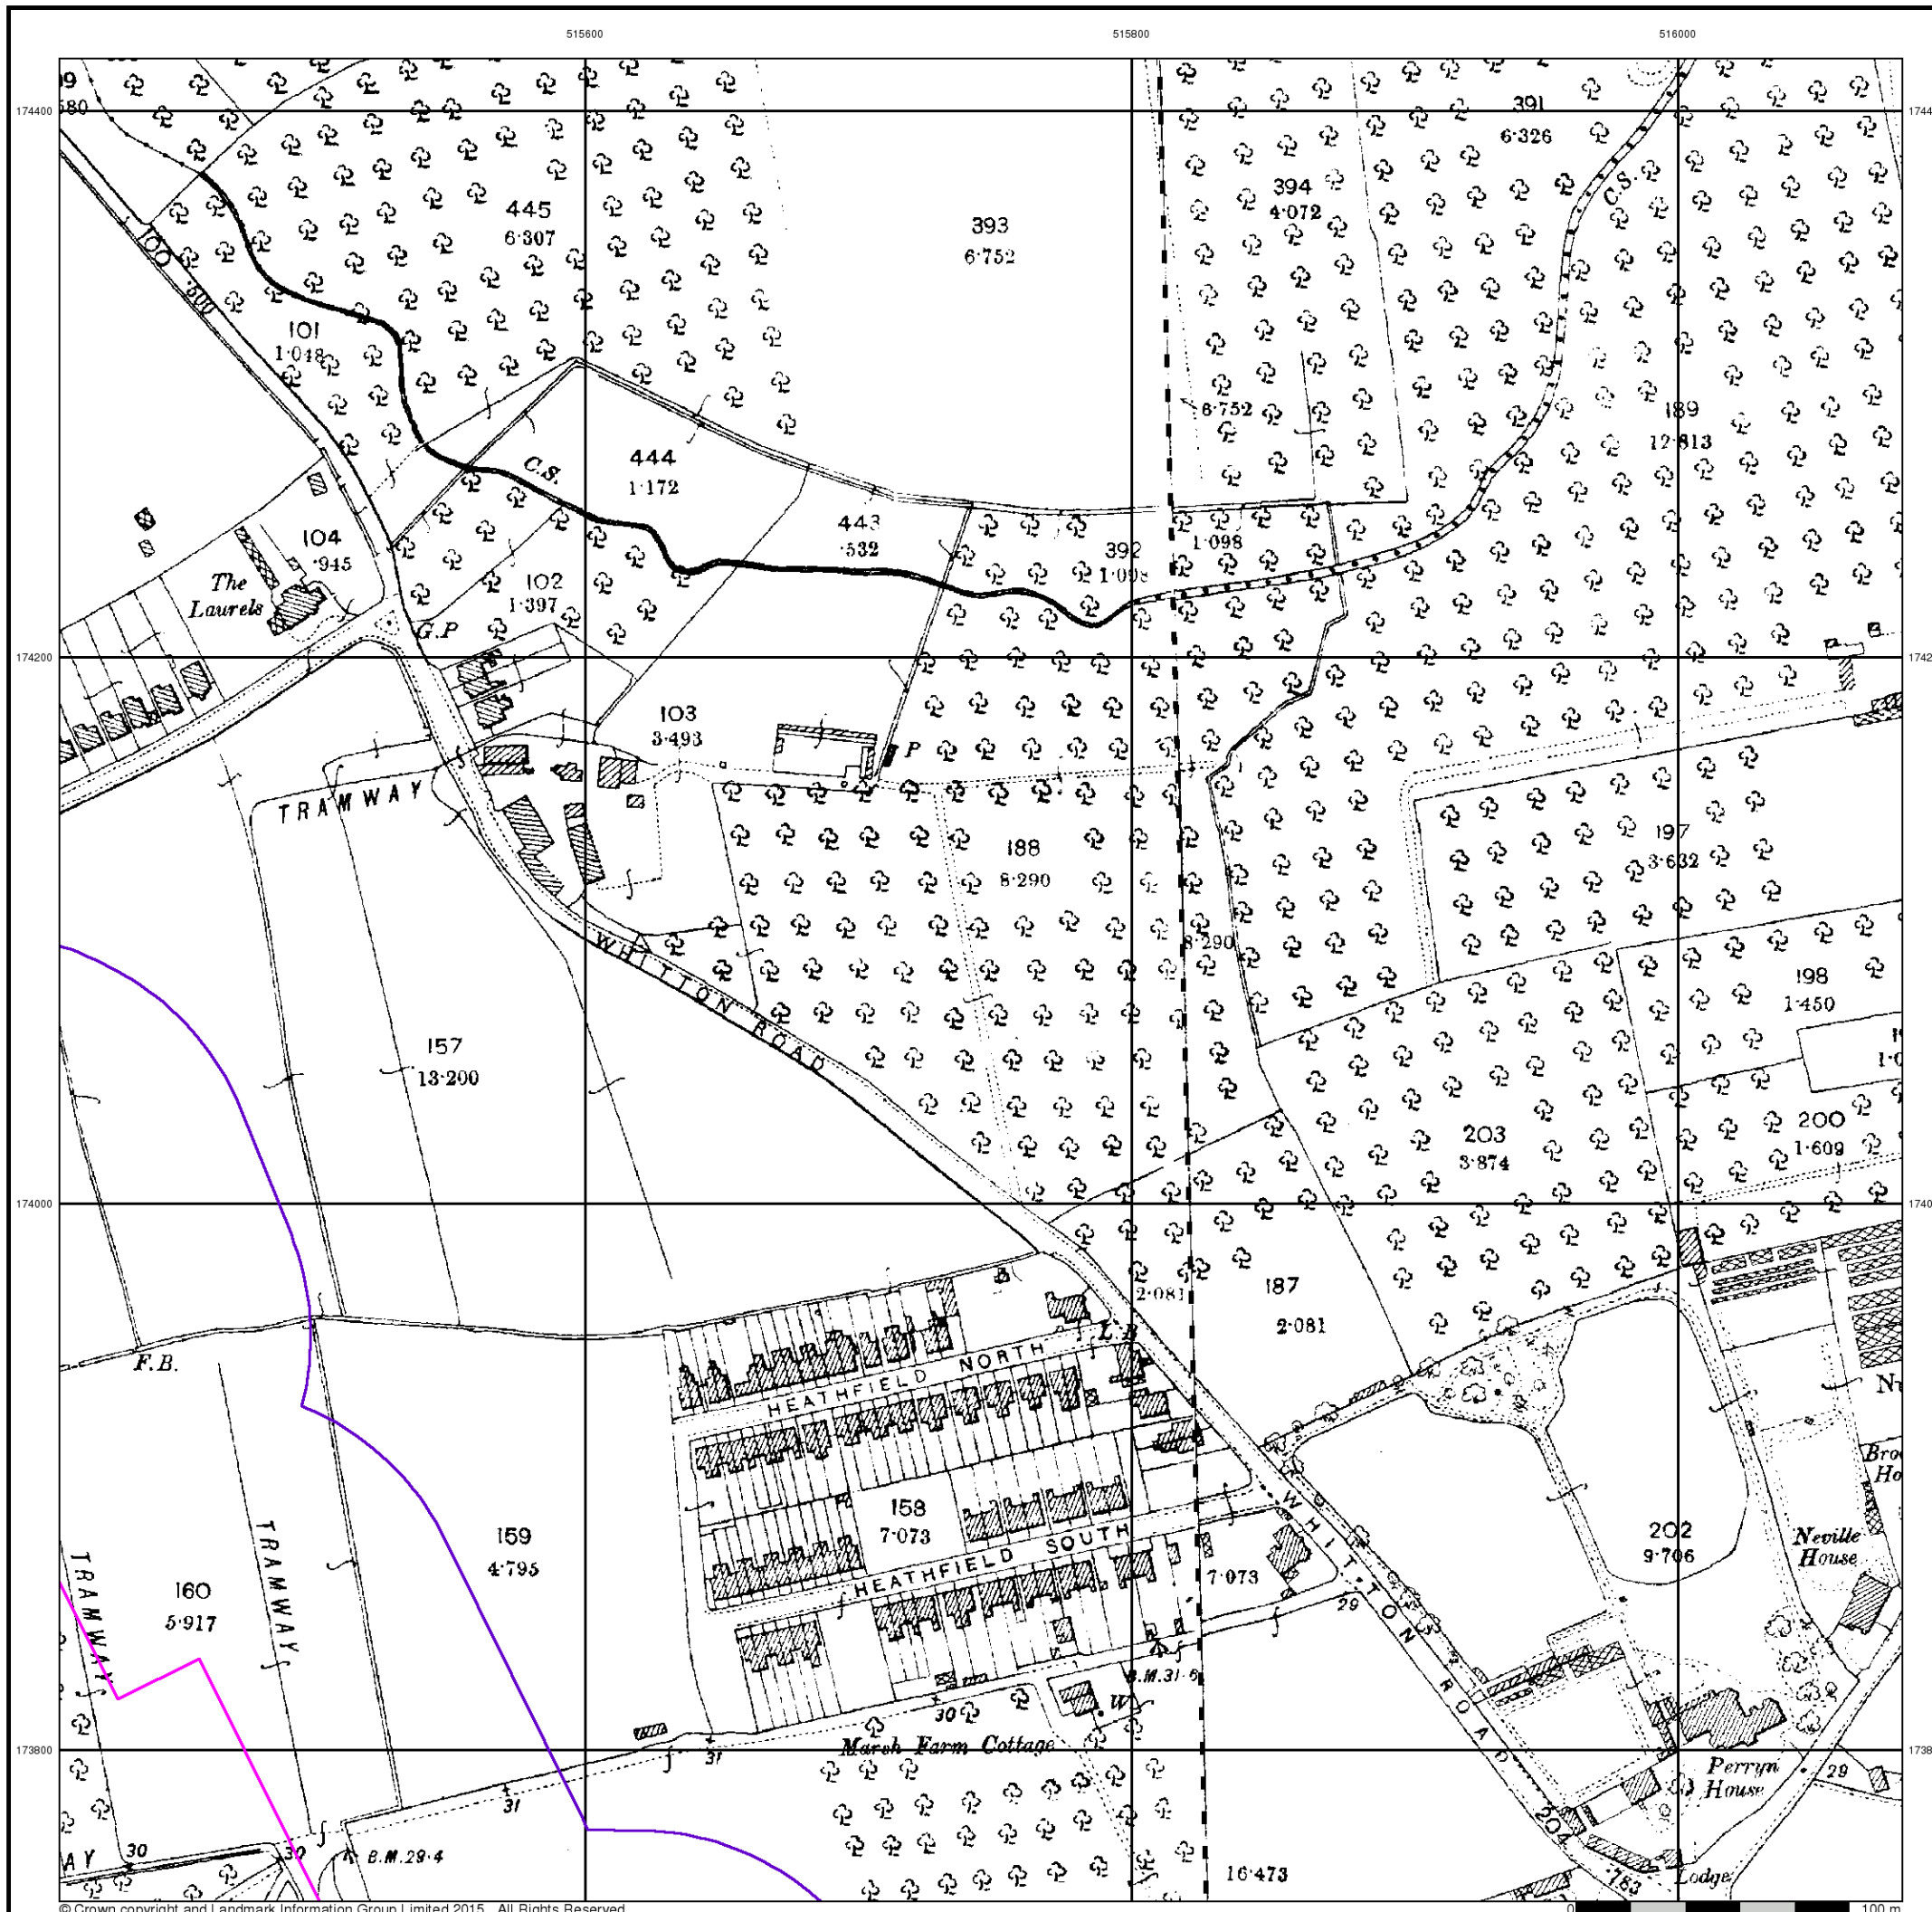 515600
515800
516000
174400
391
6·326
C.S.
394
4·072
445
6·307
393
6·752
100
·500
101
1·048
6·752
189
12·813
C.S.
444
1·172
443
·532
392
1·098
1·098
104
·945
The
Laurels
102
1·397
G.P
174200
103
3·493
P
TRAMWAY
188
8·290
197
3·632
8·290
WHITTON ROAD
198
1·450
157
13·200
203
3·874
200
1·609
174000
2·081
187
2·081
L.B
F.B.
HEATHFIELD NORTH
158
7·073
HEATHFIELD SOUTH
WHITTON ROAD
202
9·706
Neville
House
159
4·795
TRAMWAY
TRAMWAY
160
5·917
7·073
29
B.M.31·6
W
30
Marsh Farm Cottage
31
173800
Perryn
House
29
31
204
·783
Lodge
30
30
B.M.29·4
16·473
© Crown copyright and Landmark Information Group Limited 2015. All Rights Reserved
0
100 m